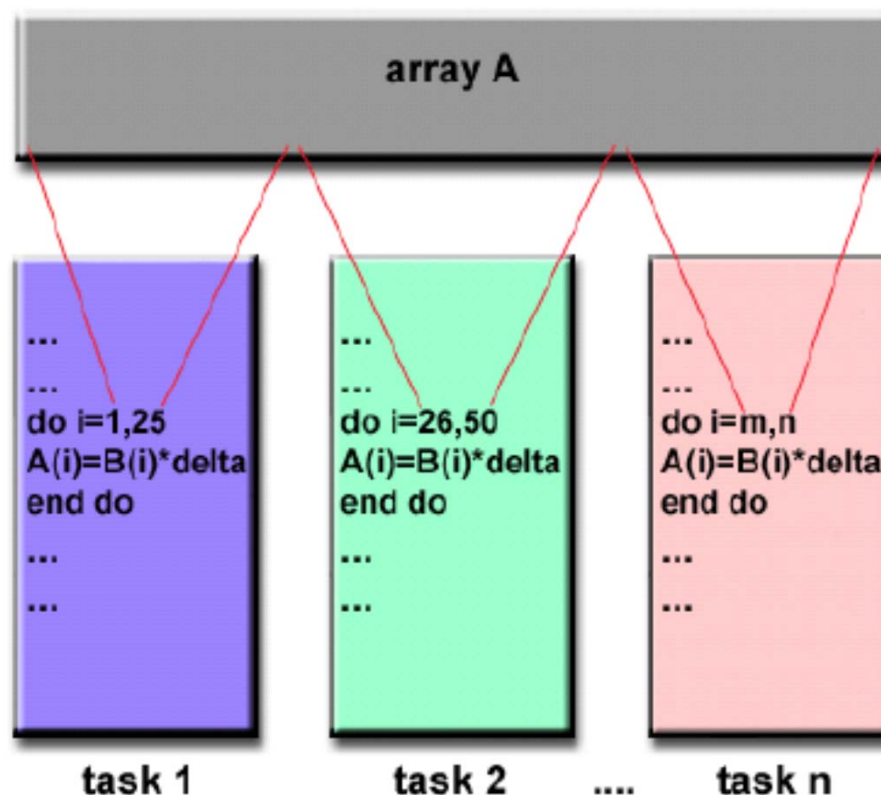 array A
...
...
do i=1,25
A(i)=B(i)*delta
end do
...
...
task 1
...
...
do i=26,50
A(i)=B(i)*delta
end do
...
...
task 2
....
...
...
do i=m,n
A(i)=B(i)*delta
end do
...
...
task n